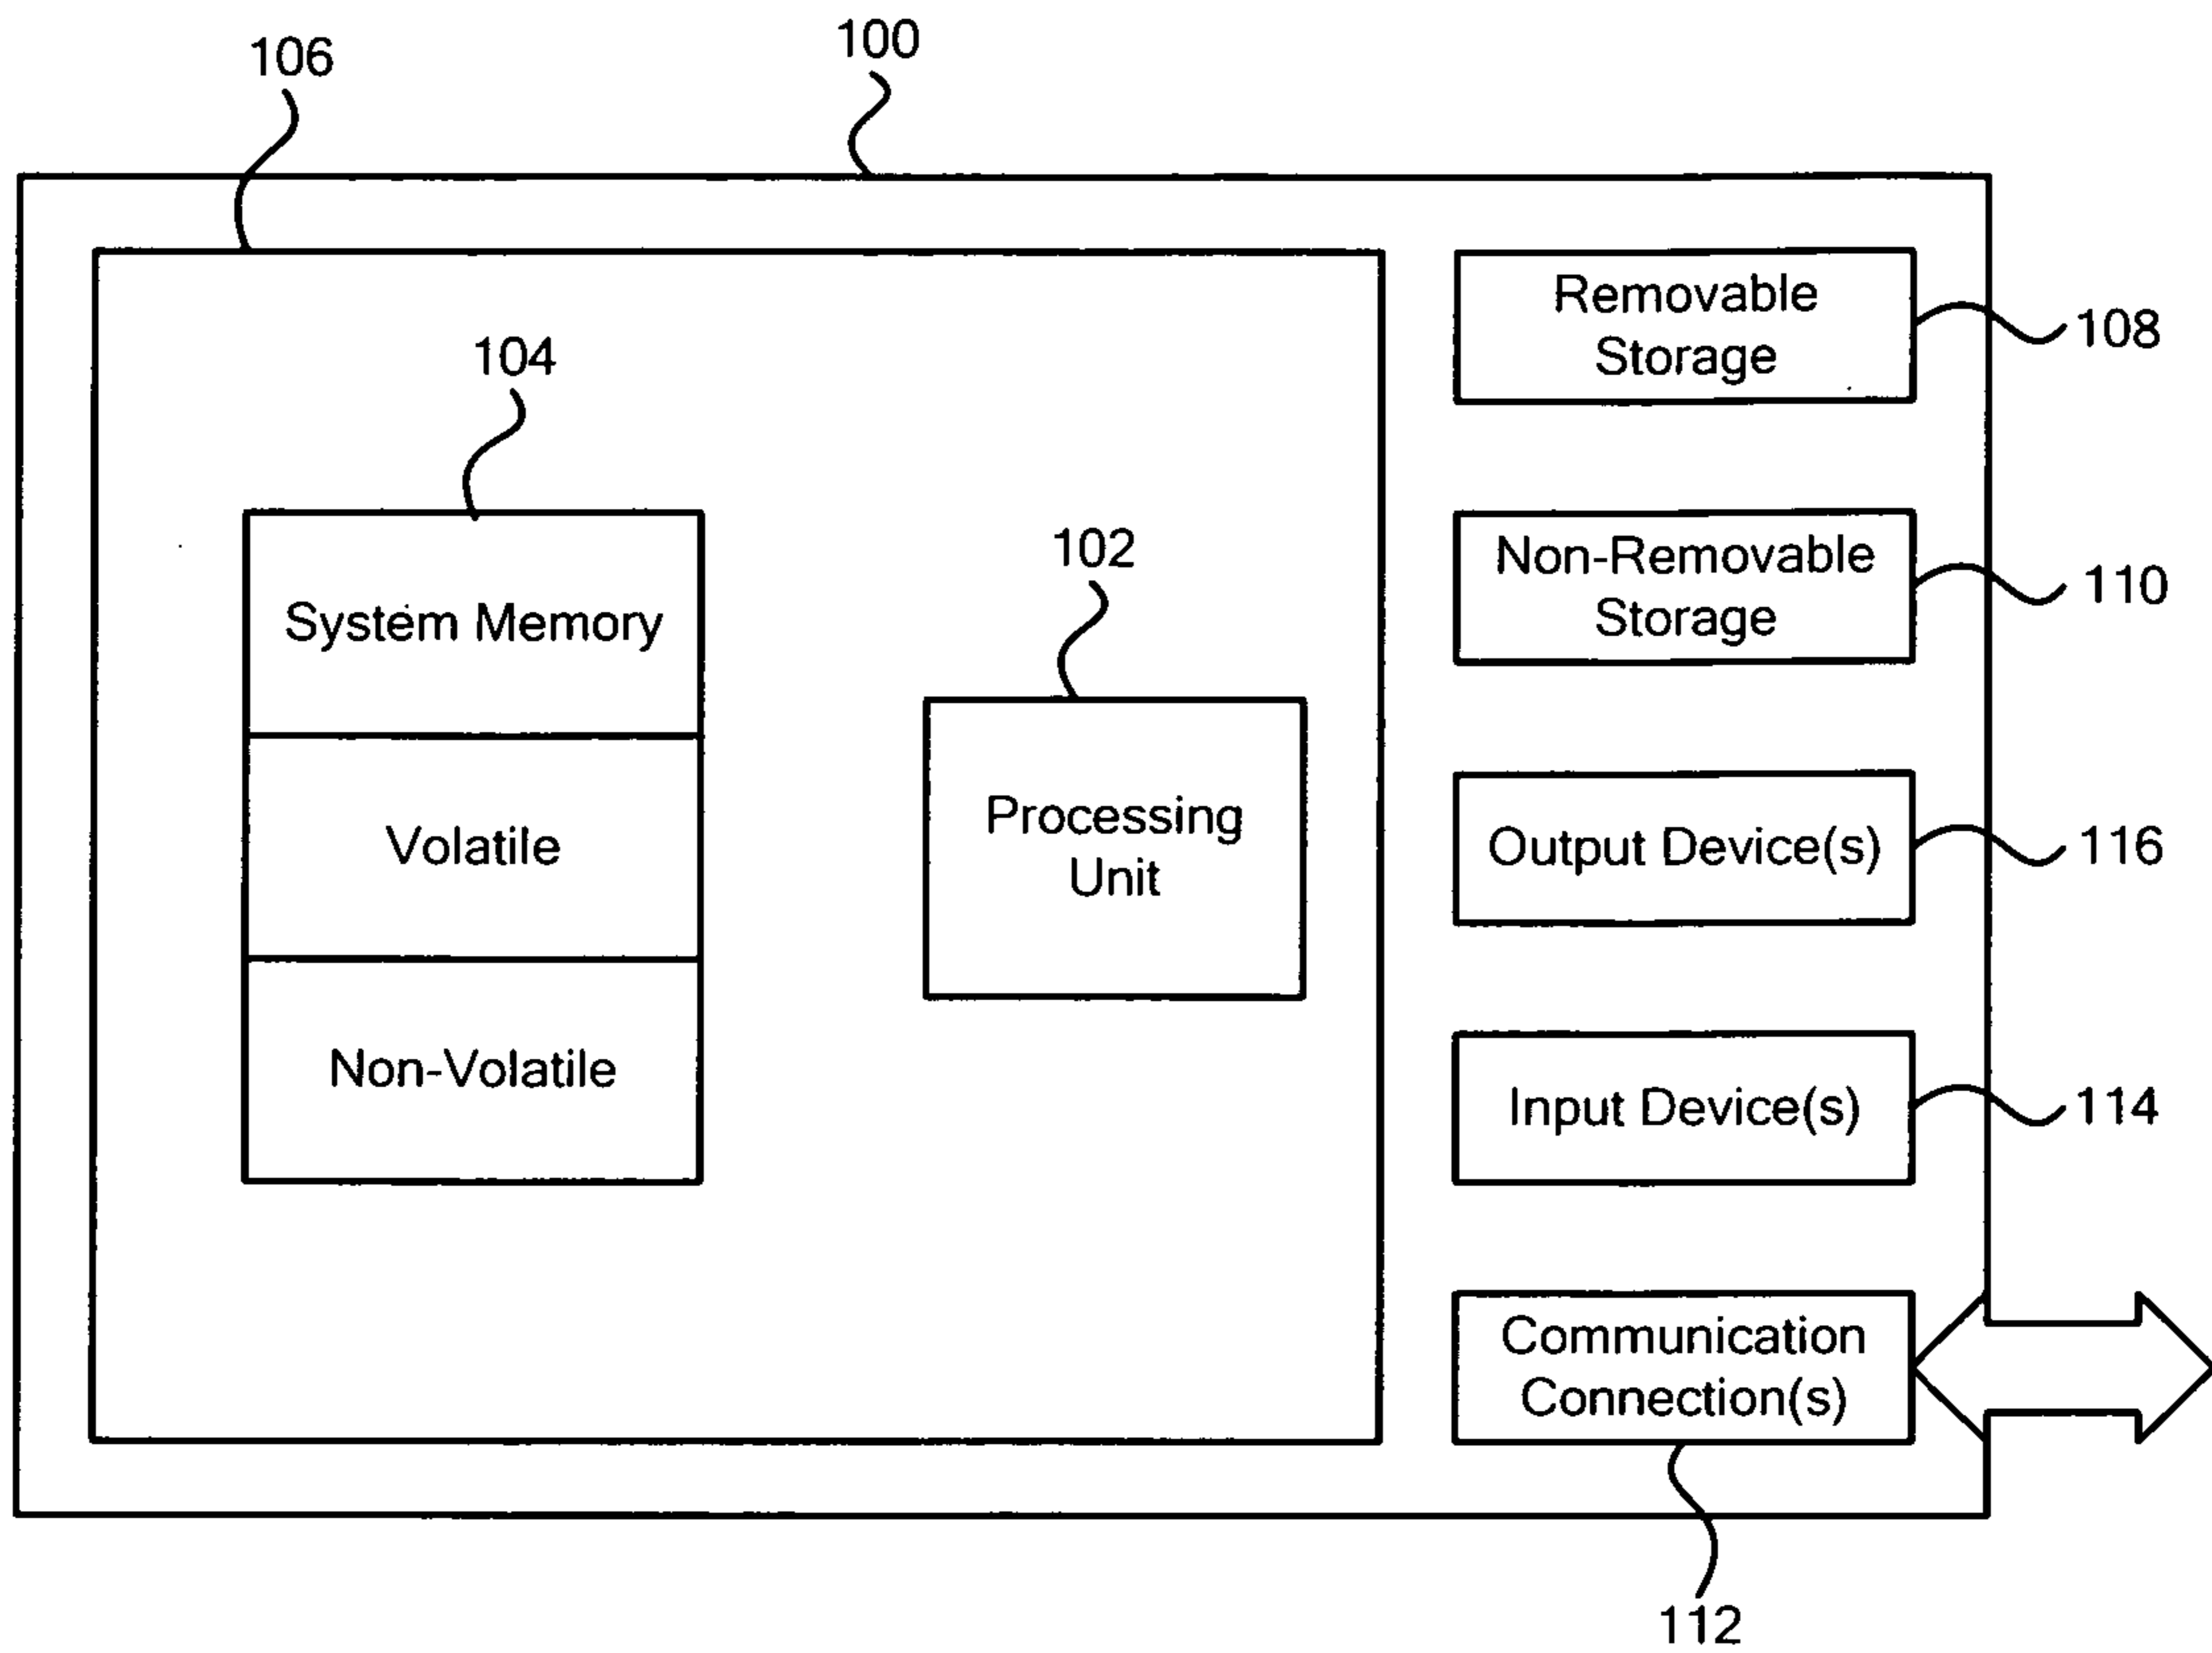 106
100
Removable
Storage
108
104
Non-Removable
Storage
110
System Memory
102
Volatile
Processing
Unit
Output Device(s)
116
Non-Volatile
Input Device(s)
114
Communication
Connection(s)
112